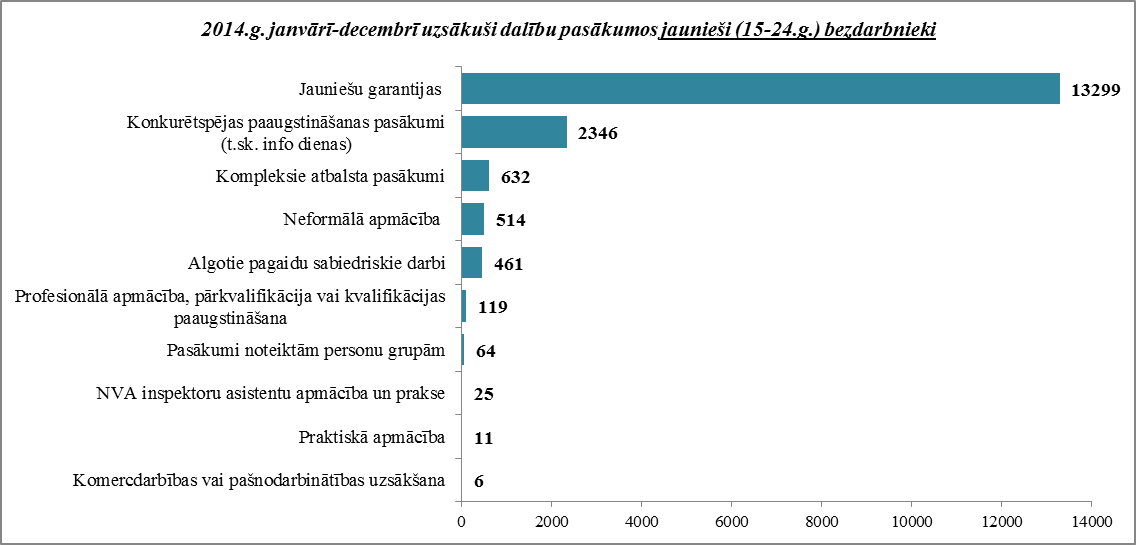 2014.g. janvārī-decembrī uzsākuši dalību pasākumos jaunieši (15-24.g.) bezdarbnieki
Jauniešu garantijas
13299
Konkurētspējas paaugstināšanas pasākumi
(t.sk. info dienas)
2346
Kompleksie atbalsta pasākumi
632
Neformālā apmācība
514
Algotie pagaidu sabiedriskie darbi
461
Profesionālā apmācība, pārkvalifikācija vai kvalifikācijas
paaugstināšana
119
Pasākumi noteiktām personu grupām
64
NVA inspektoru asistentu apmācība un prakse
25
Praktiskā apmācība
11
Komercdarbības vai pašnodarbinātības uzsākšana
6
0 2000 4000 6000 8000 10000 12000 14000